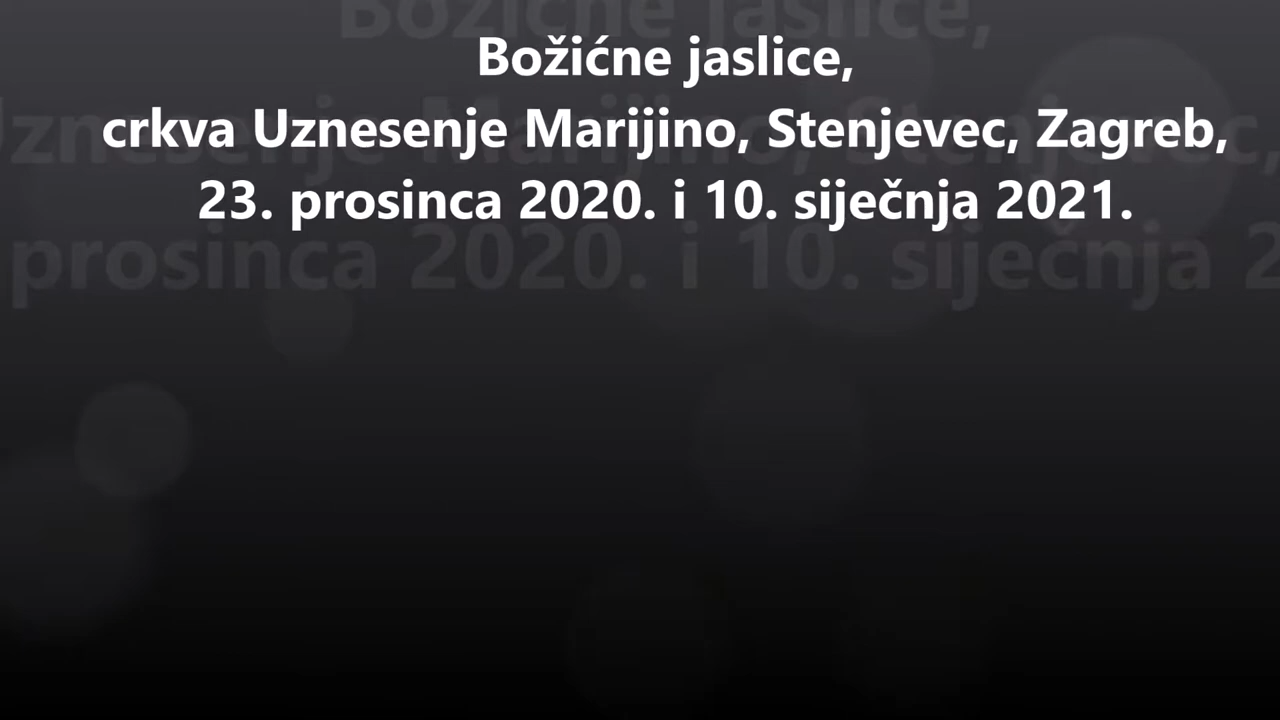 Božićne jaslice,
crkva Uznesenje Marijino, Stenjevec, Zagreb,
23. prosinca 2020. i 10. siječnja 2021.